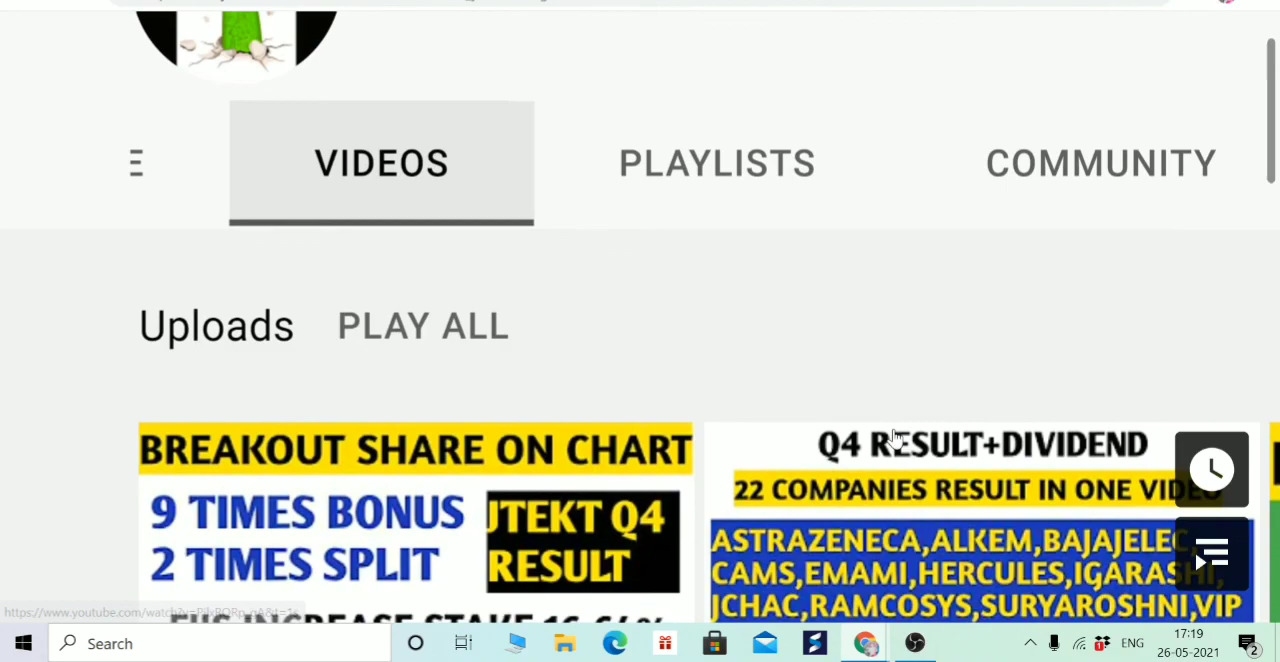 VIDEOS
PLAYLISTS
COMMUNITY
Uploads
PLAY ALL
BREAKOUT SHARE ON CHART
9 TIMES BONUS
2 TIMES SPLIT
JTEKT Q4
RESULT
Q4 RESULT+DIVIDEND
22 COMPANIES RESULT IN ONE VIDEO
ASTRAZENECA,ALKEM,BAJAJELEC,
CAMS,EMAMI,HERCULES,IGARASHI,
JCHAC,RAMCOSYS,SURYAROSHNI,VIP
Search
ENG
17:19
26-05-2021
2